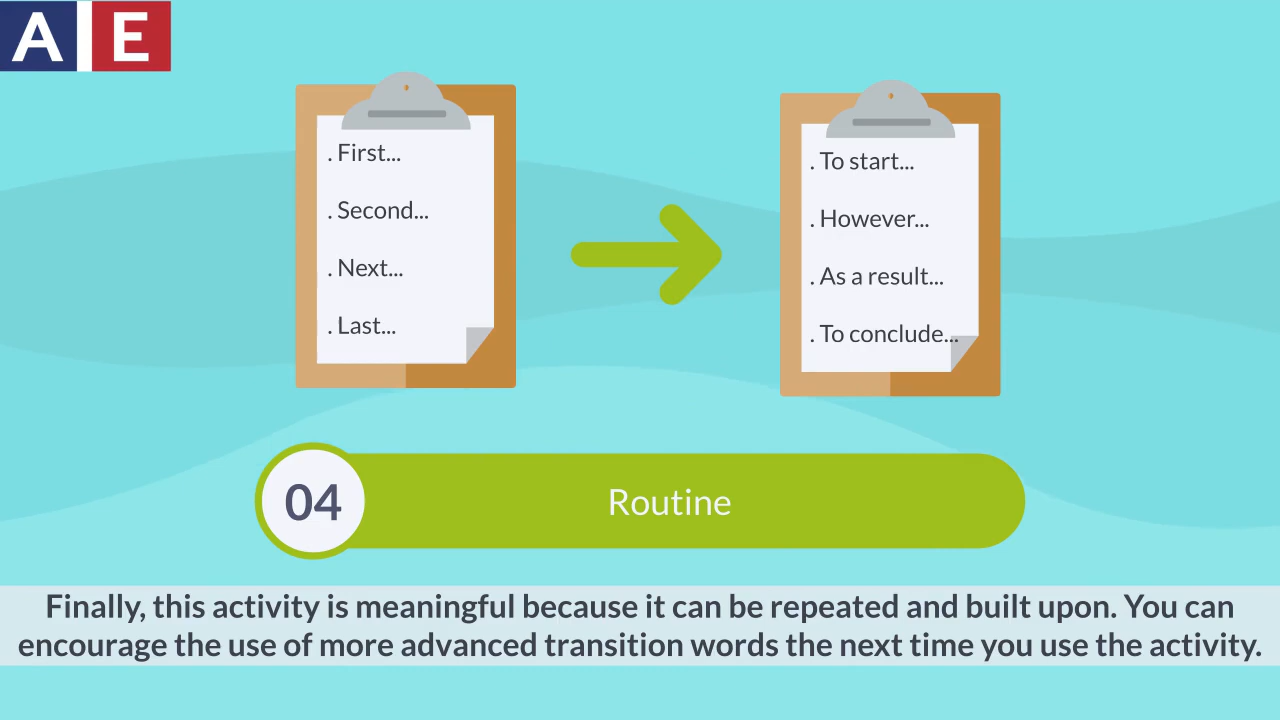 A E
. First...
. Second...
. Next...
. Last...
. To start...
. However...
. As a result...
. To conclude...
04
Routine
Finally, this activity is meaningful because it can be repeated and built upon. You can
encourage the use of more advanced transition words the next time you use the activity.